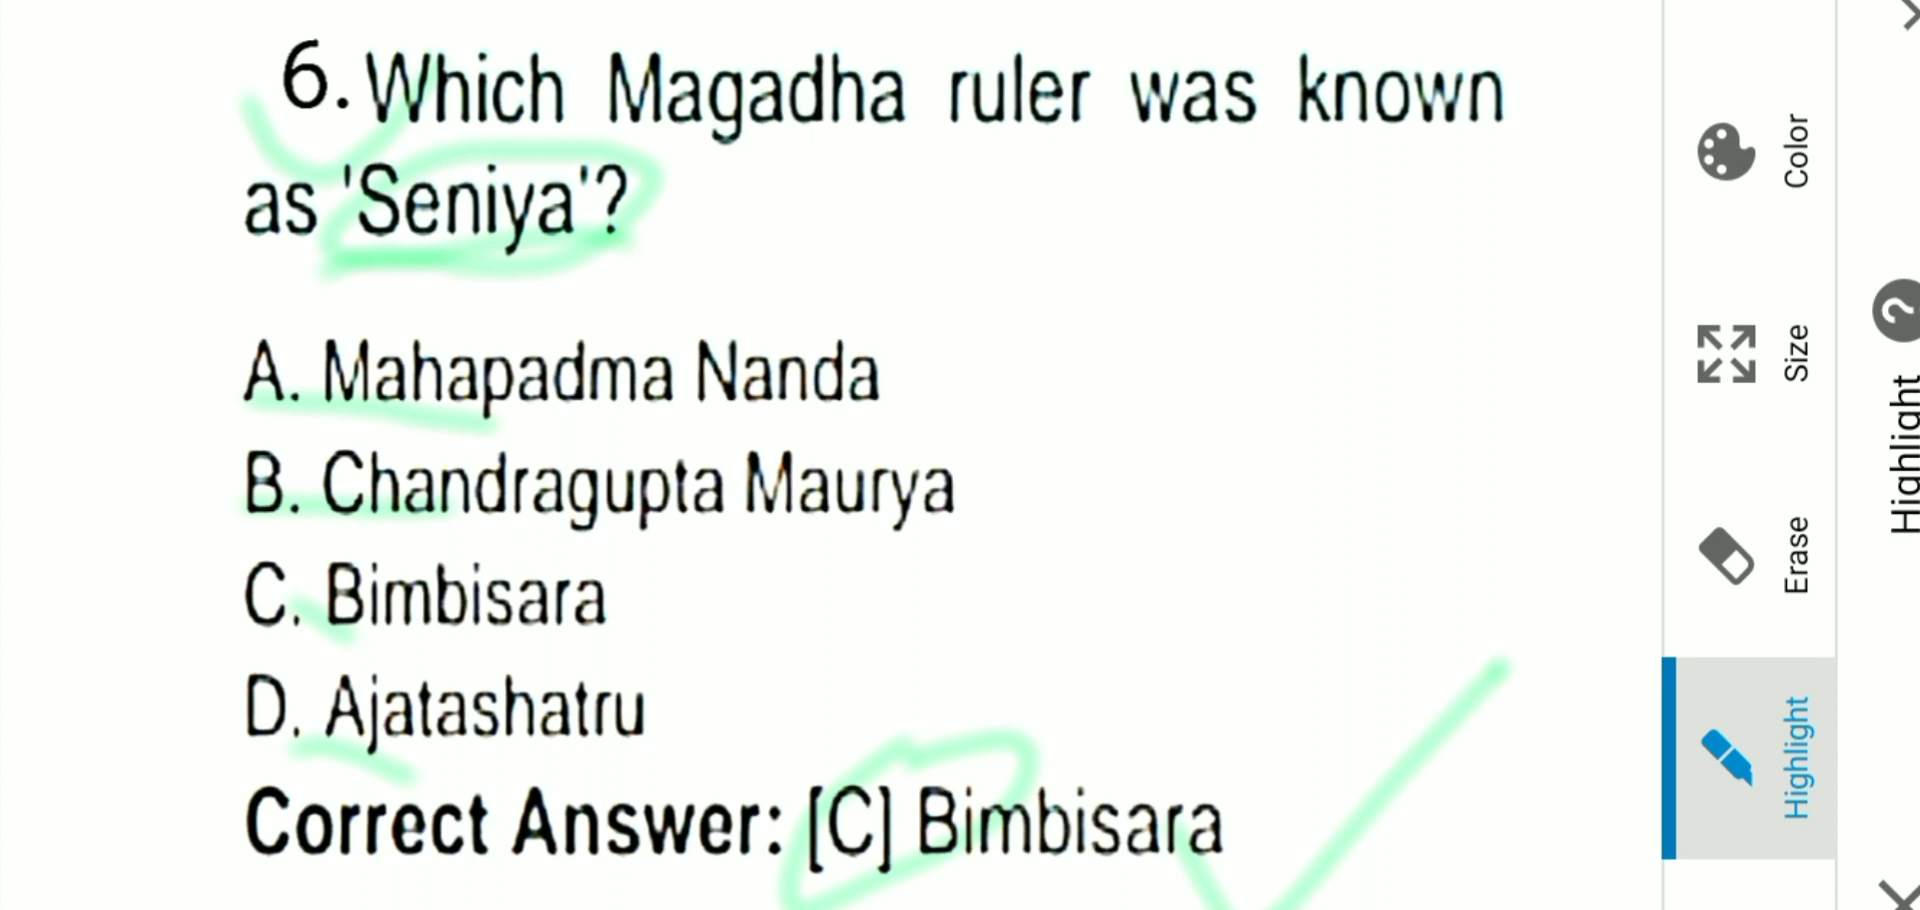 6. Which Magadha ruler was known
as 'Seniya'?
A. Mahapadma Nanda
B. Chandragupta Maurya
C. Bimbisara
D. Ajatashatru
Correct Answer: [C] Bimbisara
Color
Size
Erase
Highlight
Highlight